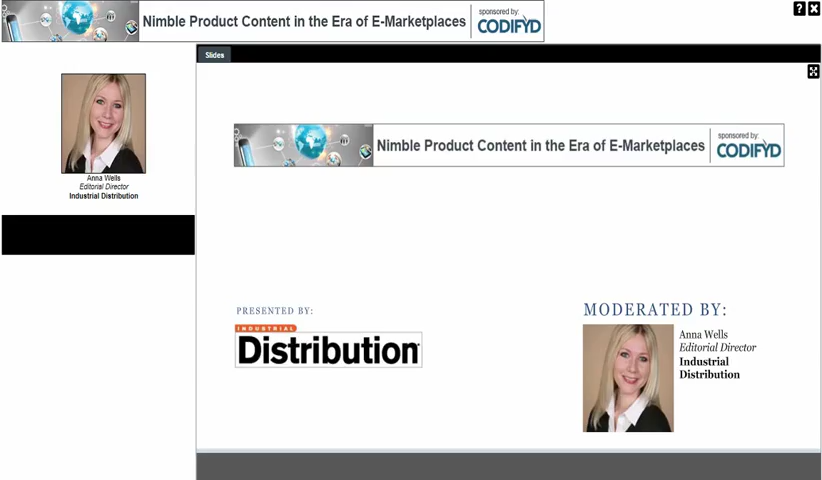 Nimble Product Content in the Era of E-Marketplaces
sponsored by:
CODIFYD
?
Slides
Anna Wells
Editorial Director
Industrial Distribution
Nimble Product Content in the Era of E-Marketplaces
sponsored by:
CODIFYD
PRESENTED BY:
INDUSTRIAL
Distribution
MODERATED BY:
Anna Wells
Editorial Director
Industrial
Distribution